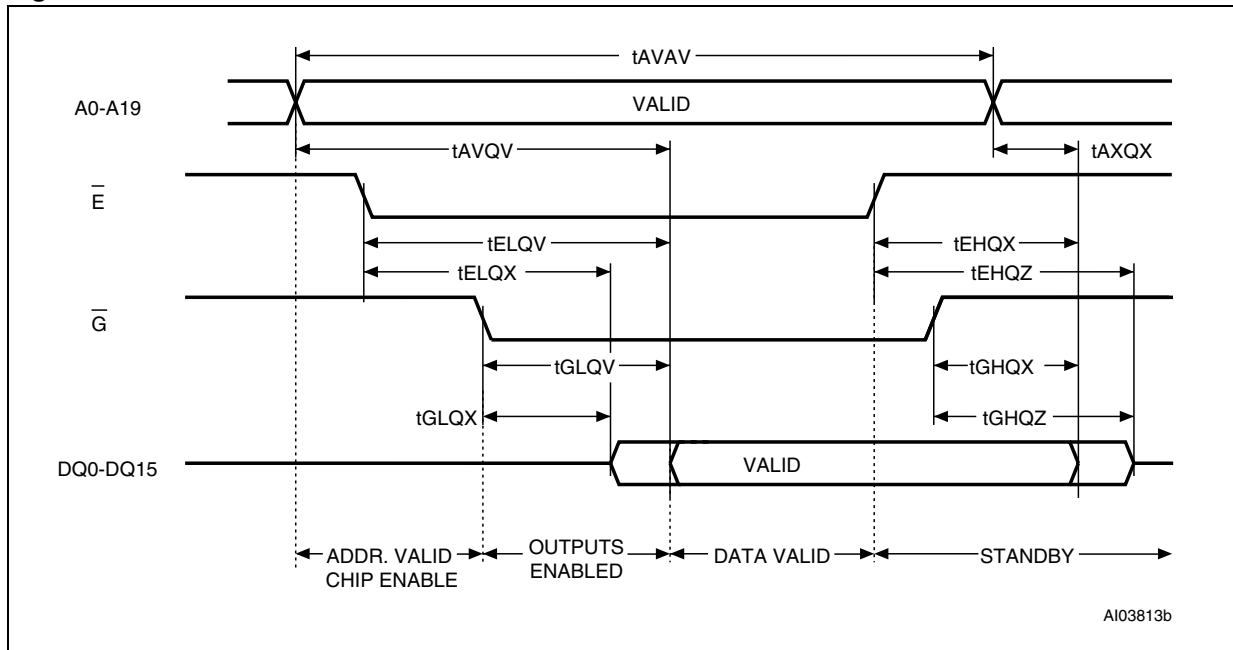 tAVAV
A0-A19
VALID
tAVQV
tAXQX
E
tELQV
tEHQX
tELQX
tEHQZ
G
tGLQV
tGHQX
tGLQX
tGHQZ
DQ0-DQ15
VALID
ADDR. VALID
CHIP ENABLE
OUTPUTS
ENABLED
DATA VALID
STANDBY
AI03813b